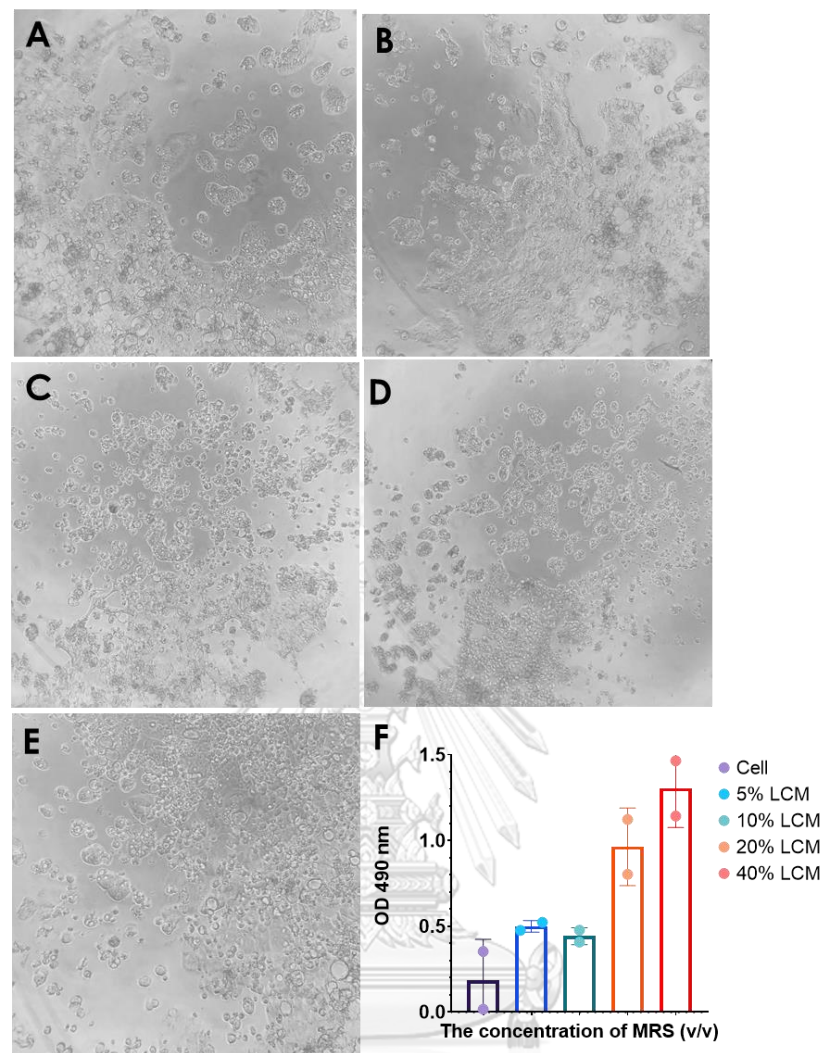 A
B
C
D
E
F
1.5
1.0
0.5
0.0
OD 490 nm
The concentration of MRS (v/v)
Cell
5% LCM
10% LCM
20% LCM
40% LCM